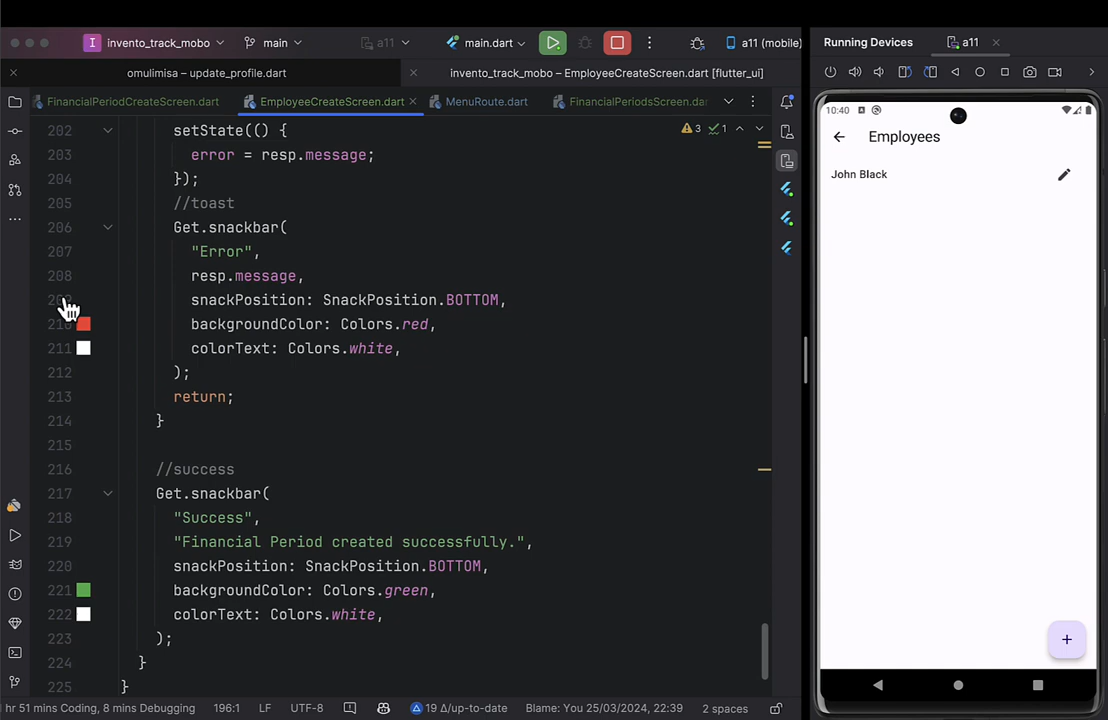 invento_track_mobo
main
a11
main.dart
a11 (mobile)
Running Devices
a11
omulimisa – update_profile.dart
invento_track_mobo – EmployeeCreateScreen.dart [flutter_ui]
FinancialPeriodCreateScreen.dart
EmployeeCreateScreen.dart
MenuRoute.dart
FinancialPeriodsScreen.dart
3
1
10:40
Employees
John Black
202 setState(() {
203 error = resp.message;
204 });
205 //toast
206 Get.snackbar(
207 "Error",
208 resp.message,
snackPosition: SnackPosition.BOTTOM,
210 backgroundColor: Colors.red,
211 colorText: Colors.white,
212 );
213 return;
214 }
215
216 //success
217 Get.snackbar(
218 "Success",
219 "Financial Period created successfully.",
220 snackPosition: SnackPosition.BOTTOM,
221 backgroundColor: Colors.green,
222 colorText: Colors.white,
223 );
224 }
225 }
hr 51 mins Coding, 8 mins Debugging
196:1
LF
UTF-8
19 Δ/up-to-date
Blame: You 25/03/2024, 22:39
2 spaces